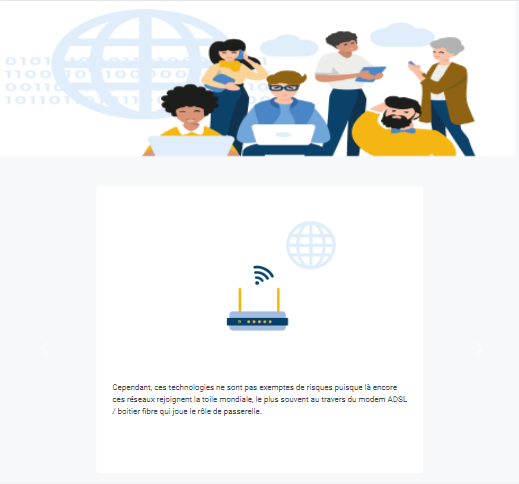 Cependant, ces technologies ne sont pas exemptes de risques puisque là encore
ces réseaux rejoignent la toile mondiale, le plus souvent au travers du modem ADSL
/ boitier fibre qui joue le rôle de passerelle.